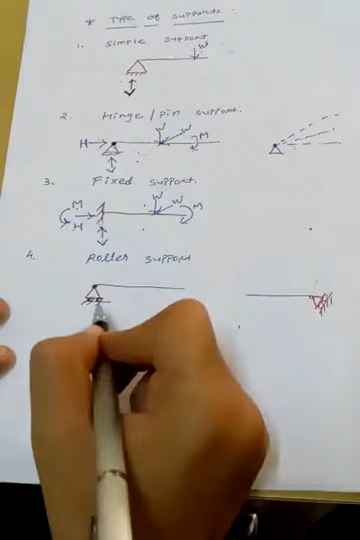 * Type of supports:
1. Simple support
W
2. Hinge / pin support.
H W W M
3. Fixed support.
M H W W M
4. Roller support